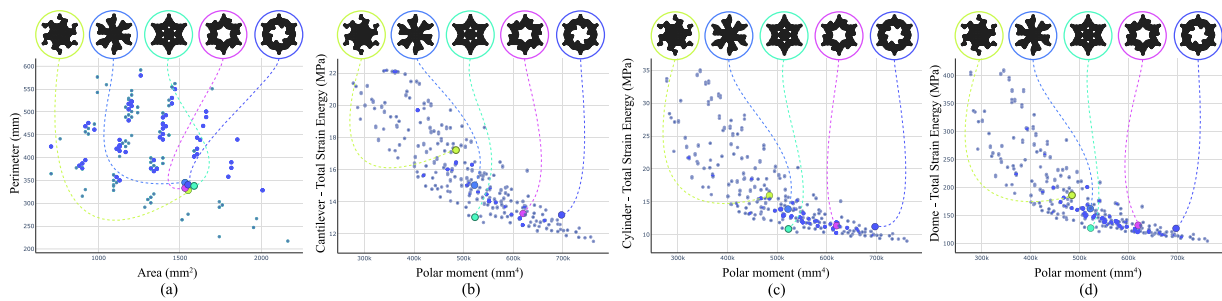 600
550
500
450
400
350
300
250
200
1000
1500
2000
Perimeter (mm)
Area (mm²)
(a)
22
20
18
16
14
12
300k
400k
500k
600k
700k
Cantilever - Total Strain Energy (MPa)
Polar moment (mm⁴)
(b)
35
30
25
20
15
10
300k
400k
500k
600k
700k
Cylinder - Total Strain Energy (MPa)
Polar moment (mm⁴)
(c)
400
350
300
250
200
150
100
300k
400k
500k
600k
700k
Dome - Total Strain Energy (MPa)
Polar moment (mm⁴)
(d)